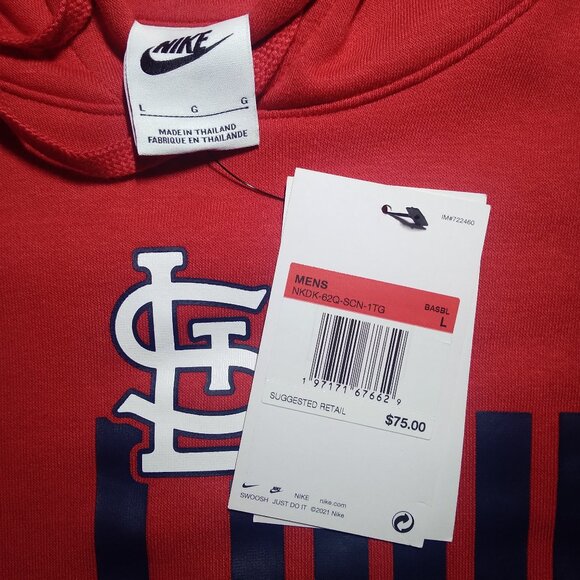 NIKE
L G G
MADE IN THAILAND
FABRIQUE EN THAILANDE
IM#722460
MENS
NKDK-62Q-SCN-1TG
BASBL
L
1 97171 67662 9
SUGGESTED RETAIL
$75.00
NIKE nike.com
SWOOSH JUST DO IT ©2021 Nike
STL